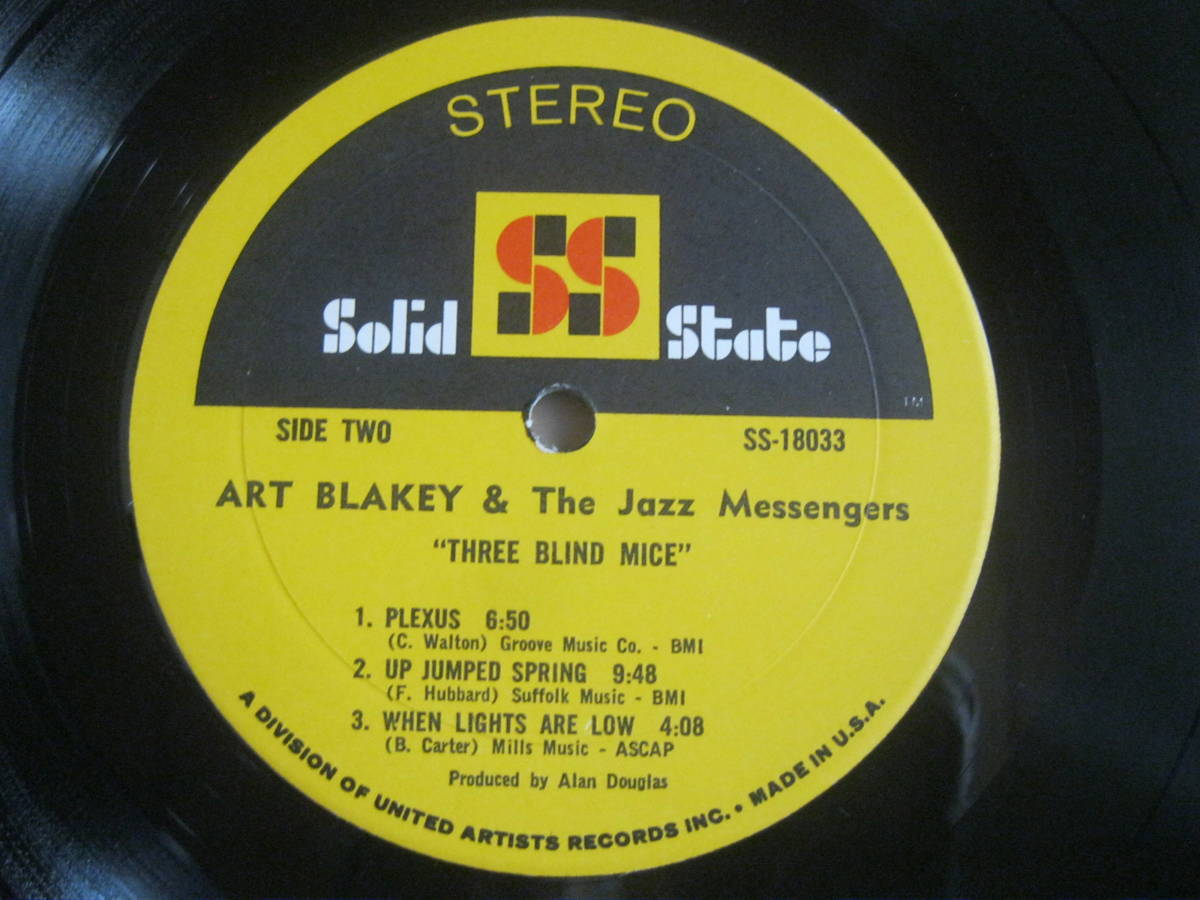 STEREO
SS
Solid State
TM
SIDE TWO
SS-18033
ART BLAKEY & The Jazz Messengers
"THREE BLIND MICE"
1. PLEXUS 6:50
(C. Walton) Groove Music Co. - BMI
2. UP JUMPED SPRING 9:48
(F. Hubbard) Suffolk Music - BMI
3. WHEN LIGHTS ARE LOW 4:08
(B. Carter) Mills Music - ASCAP
Produced by Alan Douglas
A DIVISION OF UNITED ARTISTS RECORDS INC. • MADE IN U.S.A.